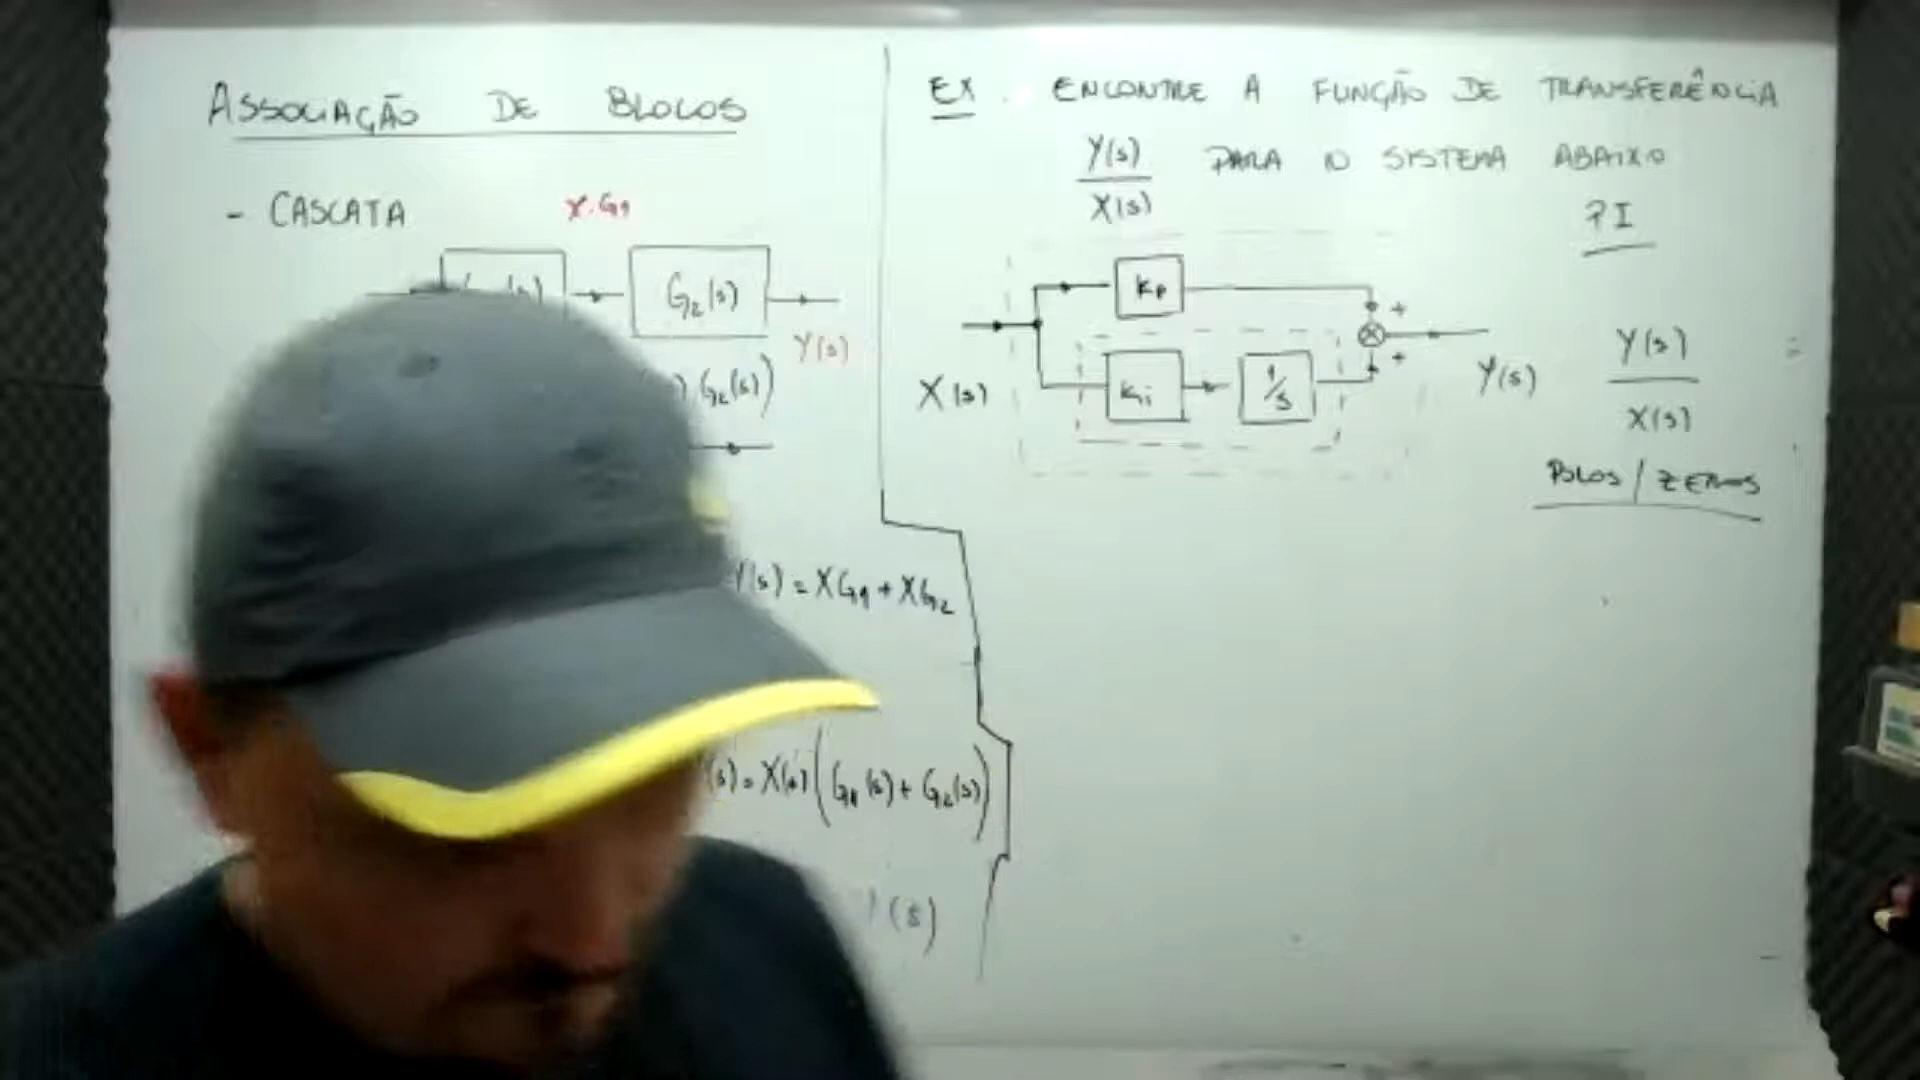 ASSOCIAÇÃO DE BLOCOS
- CASCATA
X.G1
G2(s)
Y(s)
G2(s))
Y(s) = XG1 + XG2
(s) = X(s)(G1(s) + G2(s))
(s)
EX. ENCONTRE A FUNÇÃO DE TRANSFERÊNCIA
Y(s)/X(s) PARA O SISTEMA ABAIXO
PI
kP
+
X(s)
ki
1/s
+
Y(s)
Y(s)/X(s) =
POLOS / ZEROS